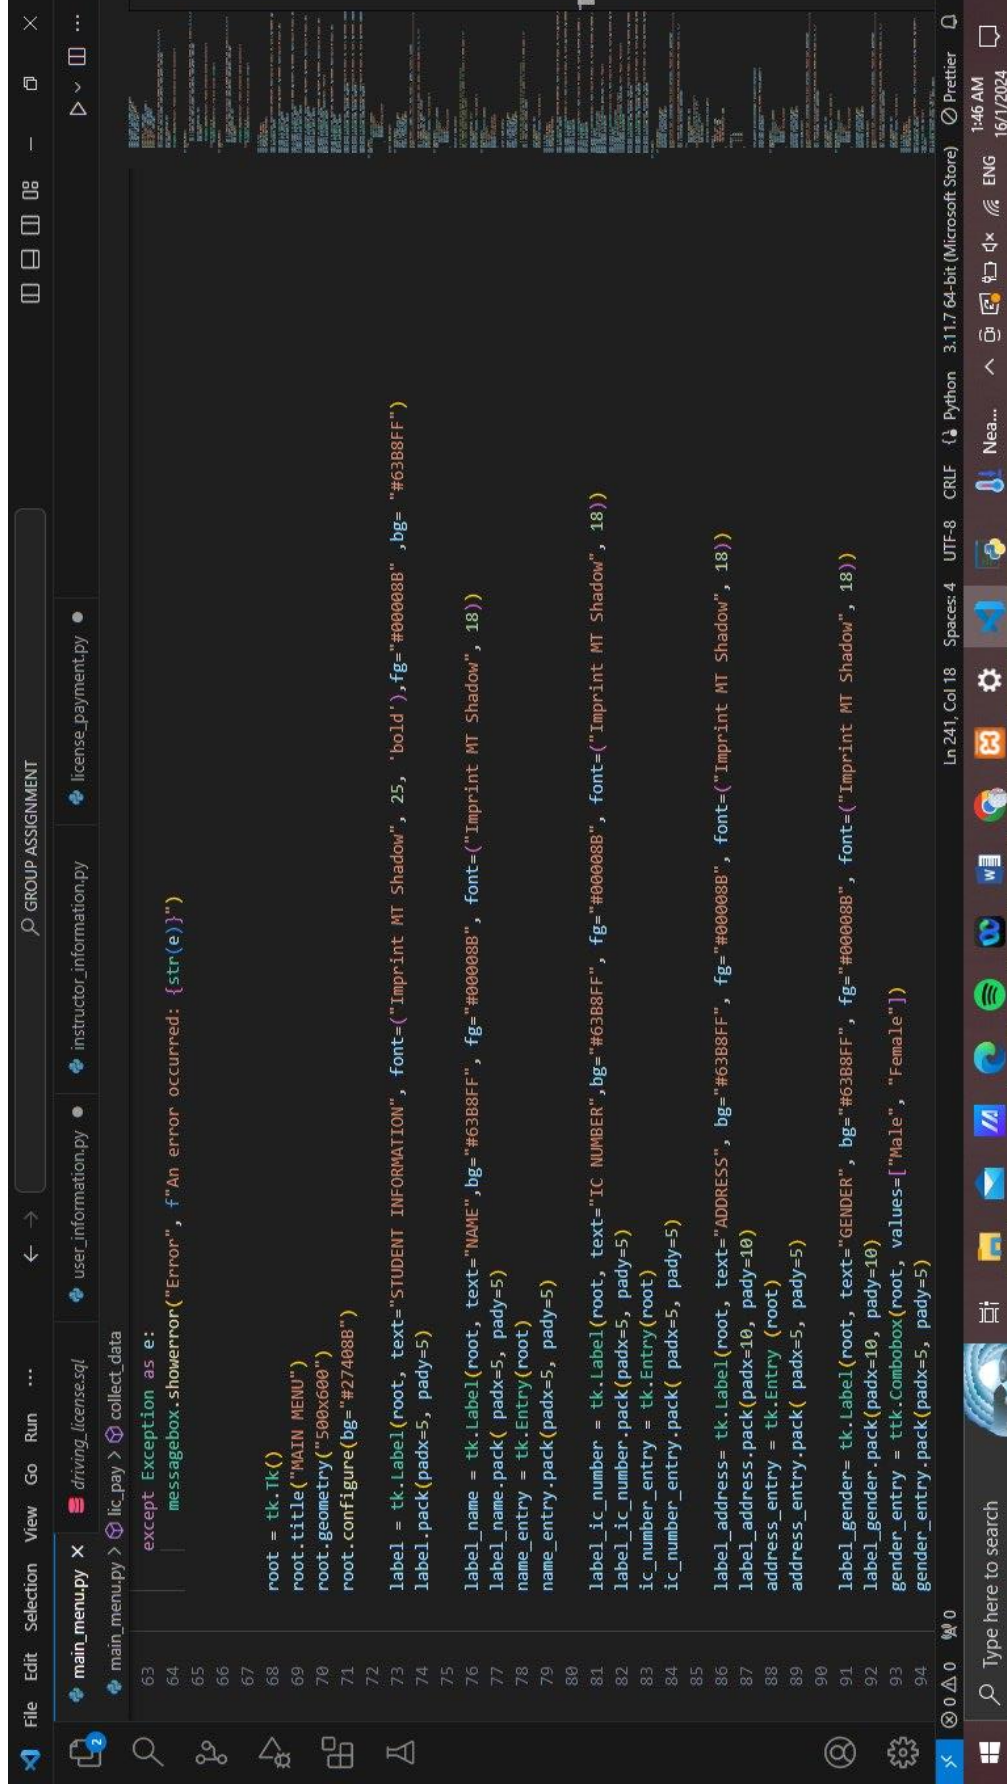 File Edit Selection View Go Run ... GROUP ASSIGNMENT
main_menu.py driving_license.sql user_information.py instructor_information.py license_payment.py
main_menu.py > lic_pay > collect_data
2
63 except Exception as e:
64 messagebox.showerror("Error", f"An error occurred: {str(e)}")
65
66
67
68 root = tk.Tk()
69 root.title("MAIN MENU")
70 root.geometry("500x600")
71 root.configure(bg="#27408B")
72
73 label = tk.Label(root, text="STUDENT INFORMATION", font=("Imprint MT Shadow", 25, 'bold'),fg="#00008B" ,bg= "#63B8FF")
74 label.pack(padx=5, pady=5)
75
76 label_name = tk.Label(root, text="NAME",bg="#63B8FF", fg="#00008B", font=("Imprint MT Shadow", 18))
77 label_name.pack( padx=5, pady=5)
78 name_entry = tk.Entry(root)
79 name_entry.pack(padx=5, pady=5)
80
81 label_ic_number = tk.Label(root, text="IC NUMBER",bg="#63B8FF", fg="#00008B", font=("Imprint MT Shadow", 18))
82 label_ic_number.pack(padx=5, pady=5)
83 ic_number_entry = tk.Entry(root)
84 ic_number_entry.pack( padx=5, pady=5)
85
86 label_address= tk.Label(root, text="ADDRESS", bg="#63B8FF", fg="#00008B", font=("Imprint MT Shadow", 18))
87 label_address.pack(padx=10, pady=10)
88 address_entry = tk.Entry (root)
89 address_entry.pack( padx=5, pady=5)
90
91 label_gender= tk.Label(root, text="GENDER", bg="#63B8FF", fg="#00008B", font=("Imprint MT Shadow", 18))
92 label_gender.pack(padx=10, pady=10)
93 gender_entry = ttk.Combobox(root, values=["Male", "Female"])
94 gender_entry.pack(padx=5, pady=5)
0 0 0 Ln 241, Col 18 Spaces: 4 UTF-8 CRLF Python 3.11.7 64-bit (Microsoft Store) Prettier
Type here to search Nea... ENG 1:46 AM
16/1/2024